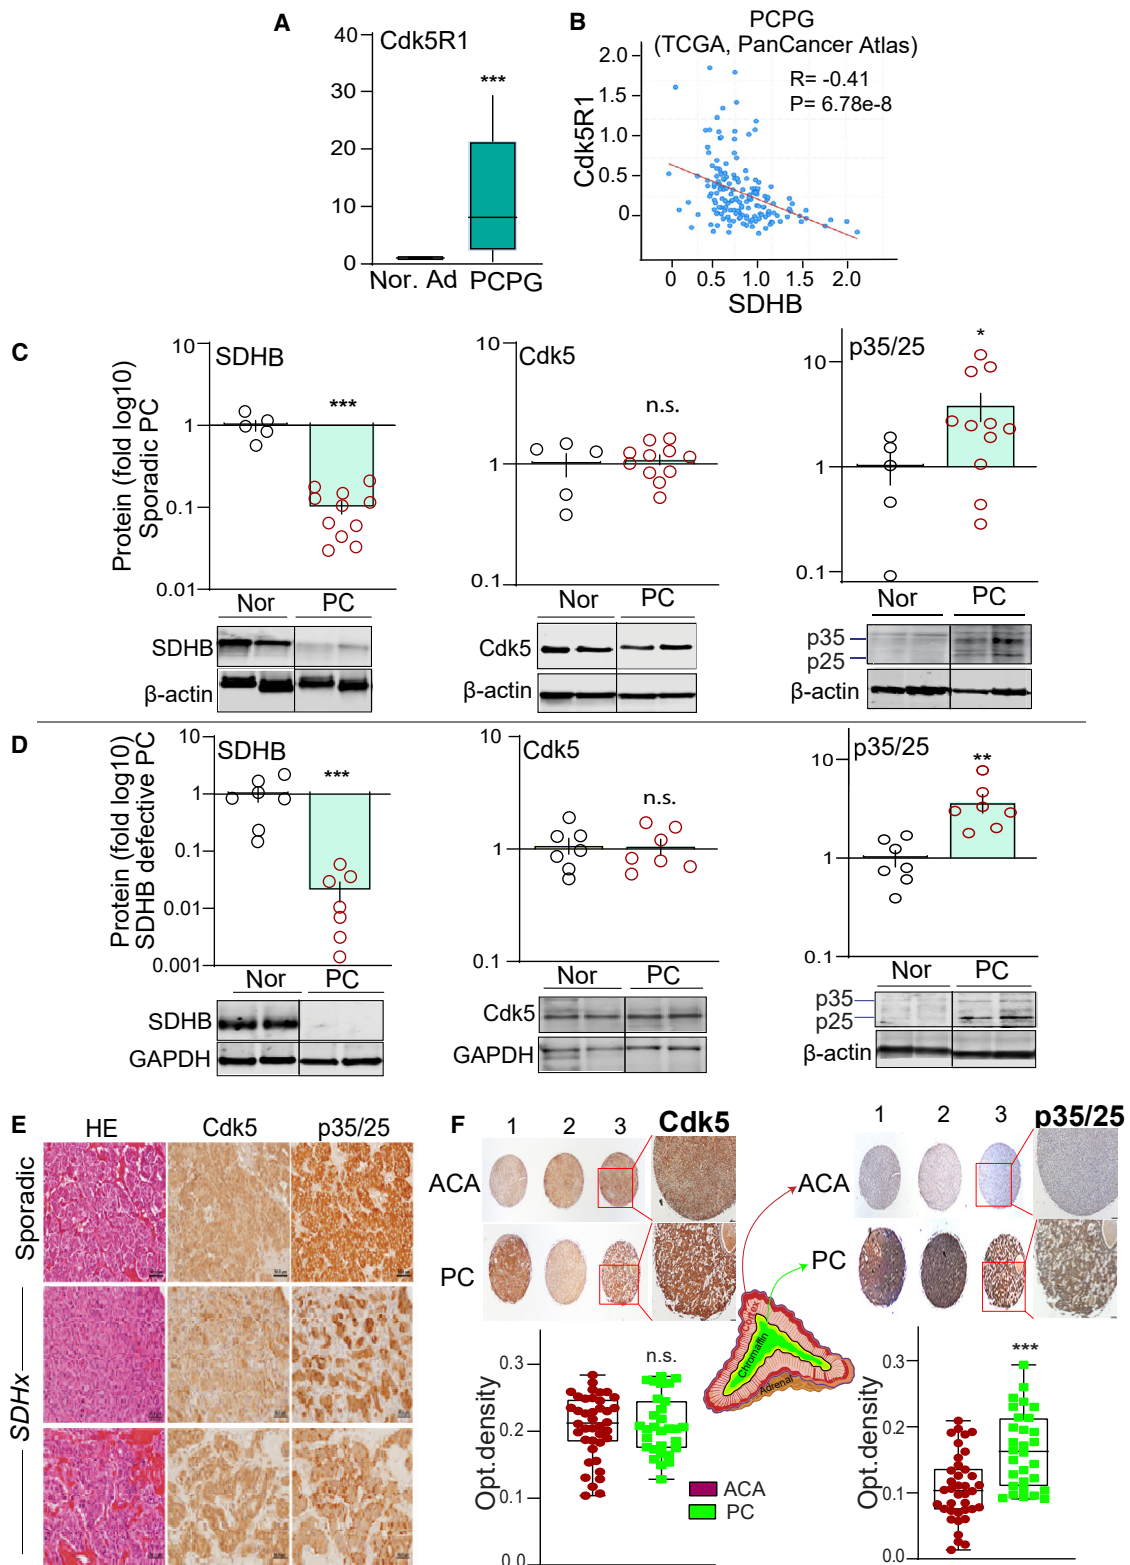 A
Cdk5R1
40
30
20
10
0
***
Nor. Ad PCPG
B
PCPG
(TCGA, PanCancer Atlas)
R= -0.41
P= 6.78e-8
Cdk5R1
2.0
1.5
1.0
0.5
0
0 0.5 1.0 1.5 2.0
SDHB
C
Protein (fold log10)
Sporadic PC
SDHB
10
1
0.1
0.01
***
Nor PC
SDHB
β-actin
Cdk5
10
1
0.1
n.s.
Nor PC
Cdk5
β-actin
p35/25
10
1
0.1
*
Nor PC
p35
p25
β-actin
D
Protein (fold log10)
SDHB defective PC
SDHB
10
1
0.1
0.01
0.001
***
Nor PC
SDHB
GAPDH
Cdk5
10
1
0.1
n.s.
Nor PC
Cdk5
GAPDH
p35/25
10
1
0.1
**
Nor PC
p35
p25
β-actin
E
HE Cdk5 p35/25
Sporadic
SDHx
F
1 2 3 Cdk5
ACA
PC
1 2 3 p35/25
ACA
PC
Cortex
Chromaffin
Adrenal
Opt.density
0.3
0.2
0.1
0.0
n.s.
ACA
PC
Opt.density
0.3
0.2
0.1
0.0
***